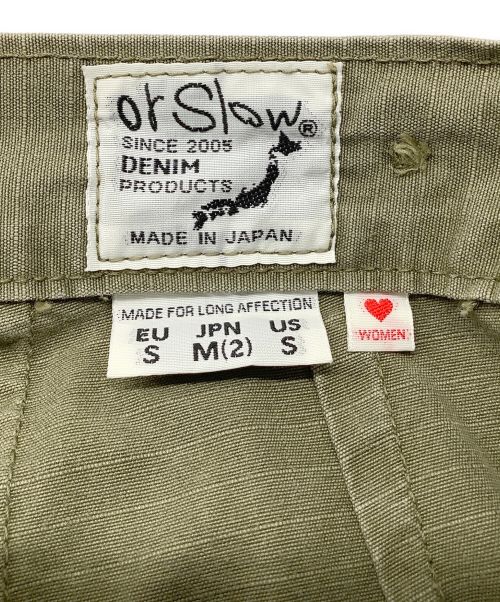 orSlow®
SINCE 2005
DENIM
PRODUCTS
MADE IN JAPAN
MADE FOR LONG AFFECTION
EU JPN US
S M(2) S
WOMEN